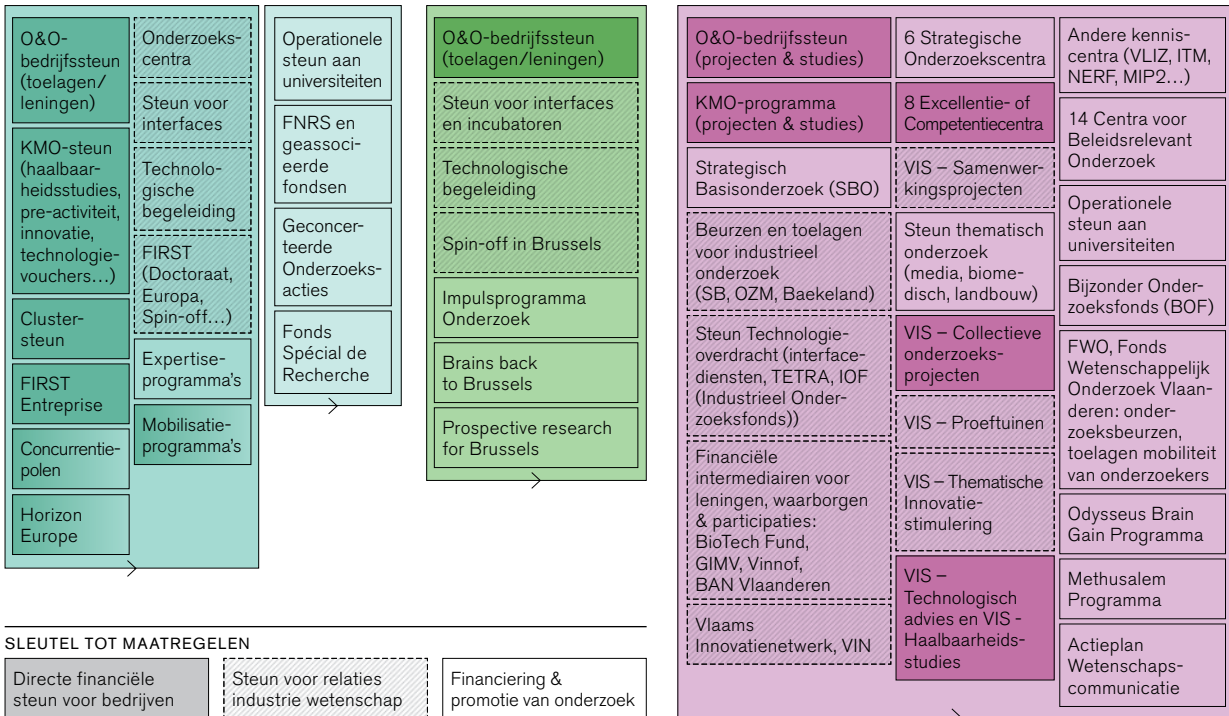 O&O-
bedrijfssteun
(toelagen/
leningen)
KMO-steun
(haalbaar-
heidsstudies,
pre-activiteit,
innovatie,
technologie-
vouchers...)
Cluster-
steun
FIRST
Entreprise
Concurrentie-
polen
Horizon
Europe
Onderzoeks-
centra
Steun voor
interfaces
Technolo-
gische
begeleiding
FIRST
(Doctoraat,
Europa,
Spin-off...)
Expertise-
programma's
Mobilisatie-
programma's
Operationele
steun aan
universiteiten
FNRS en
geassoci-
eerde
fondsen
Geconcer-
teerde
Onderzoeks-
acties
Fonds
Spécial de
Recherche
O&O-bedrijfssteun
(toelagen/leningen)
Steun voor interfaces
en incubatoren
Technologische
begeleiding
Spin-off in Brussels
Impulsprogramma
Onderzoek
Brains back
to Brussels
Prospective research
for Brussels
O&O-bedrijfssteun
(projecten & studies)
KMO-programma
(projecten & studies)
Strategisch
Basisonderzoek (SBO)
Beurzen en toelagen
voor industrieel
onderzoek
(SB, OZM, Baekeland)
Steun Technologie-
overdracht (interface-
diensten, TETRA, IOF
(Industrieel Onder-
zoeksfonds))
Financiële
intermediairen voor
leningen, waarborgen
& participaties:
BioTech Fund,
GIMV, Vinnof,
BAN Vlaanderen
Vlaams
Innovatienetwerk, VIN
6 Strategische
Onderzoekscentra
8 Excellentie- of
Competentiecentra
VIS – Samenwer-
kingsprojecten
Steun thematisch
onderzoek
(media, biome-
disch, landbouw)
VIS – Collectieve
onderzoeks-
projecten
VIS – Proeftuinen
VIS – Thematische
Innovatie-
stimulering
VIS –
Technologisch
advies en VIS -
Haalbaarheids-
studies
Andere kennis-
centra (VLIZ, ITM,
NERF, MIP2...)
14 Centra voor
Beleidsrelevant
Onderzoek
Operationele
steun aan
universiteiten
Bijzonder Onder-
zoeksfonds (BOF)
FWO, Fonds
Wetenschappelijk
Onderzoek Vlaan-
deren: onder-
zoeksbeurzen,
toelagen mobiliteit
van onderzoekers
Odysseus Brain
Gain Programma
Methusalem
Programma
Actieplan
Wetenschaps-
communicatie
SLEUTEL TOT MAATREGELEN
Directe financiële
steun voor bedrijven
Steun voor relaties
industrie wetenschap
Financiering &
promotie van onderzoek